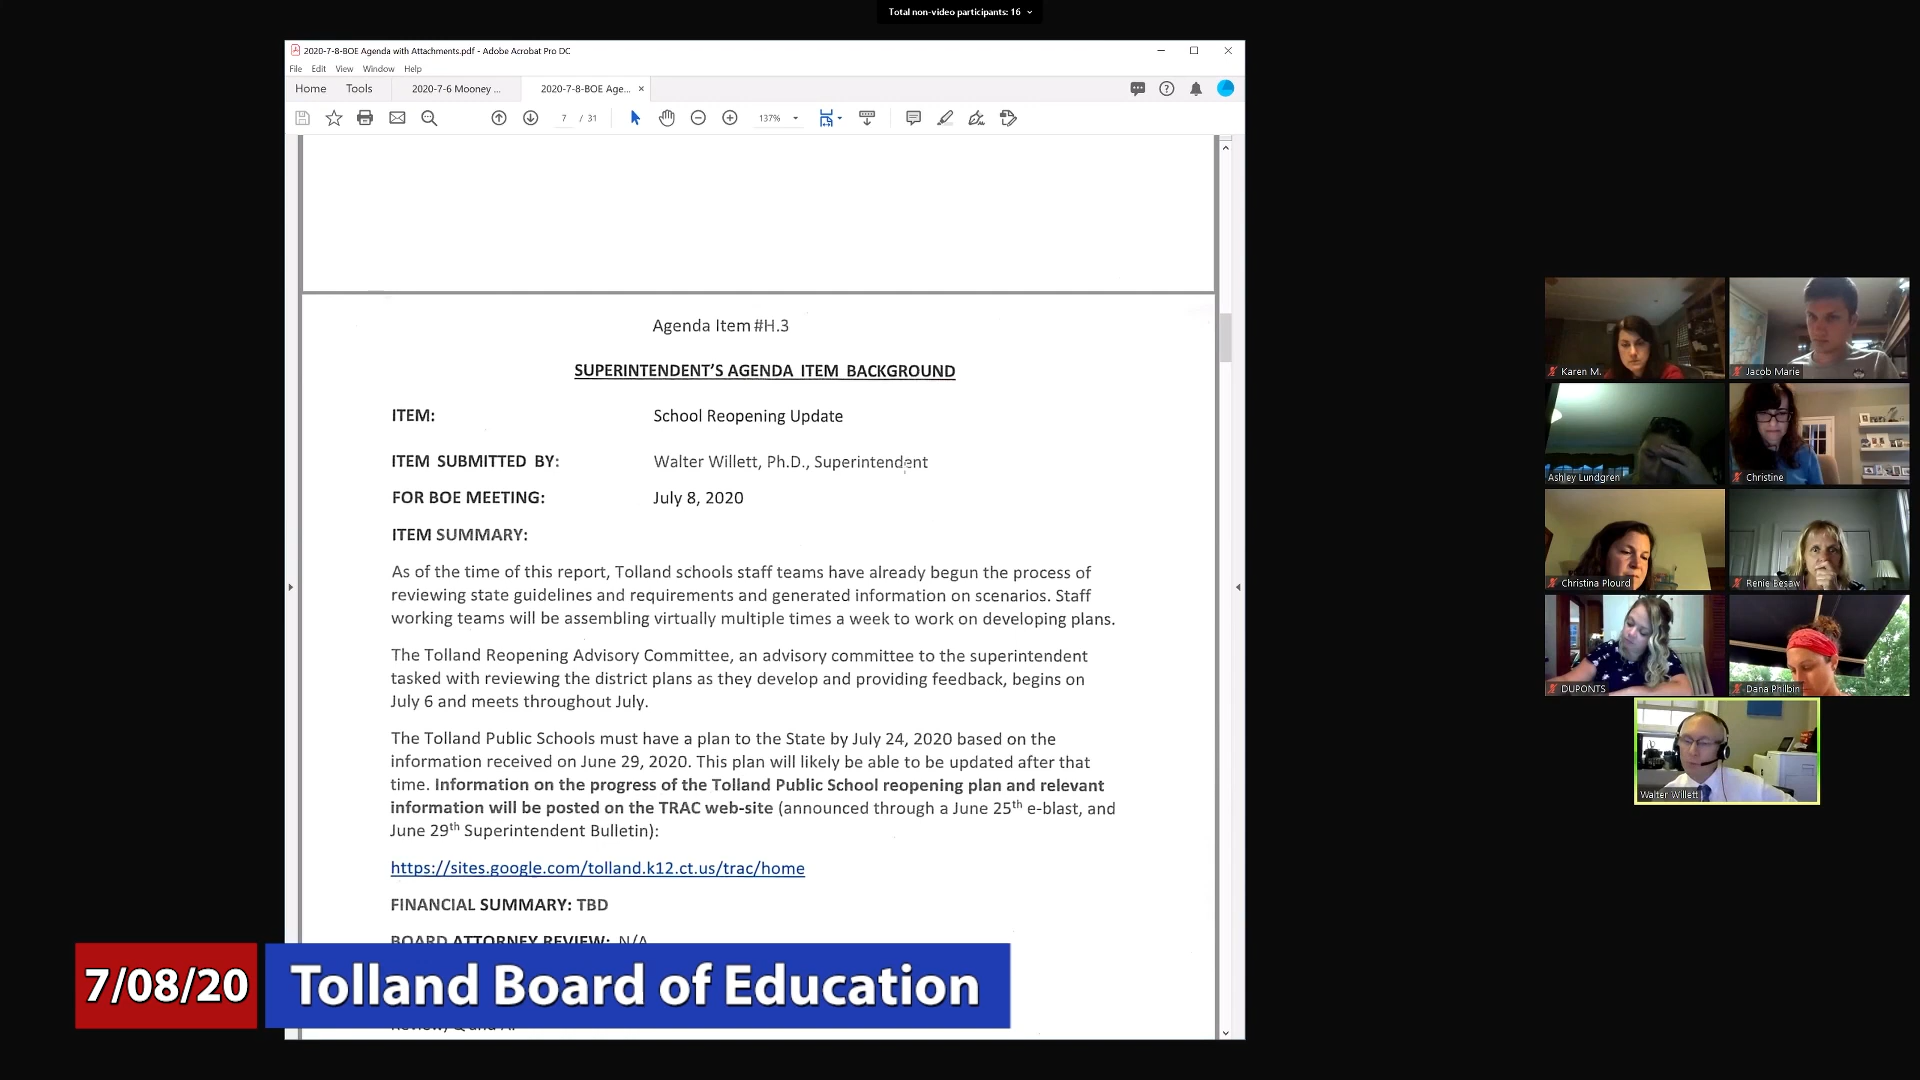 Total non-video participants: 16
2020-7-8-BOE Agenda with Attachments.pdf - Adobe Acrobat Pro DC
File Edit View Window Help
Home Tools 2020-7-6 Mooney ... 2020-7-8-BOE Age...
7 / 31 137%
Agenda Item #H.3
SUPERINTENDENT'S AGENDA ITEM BACKGROUND
ITEM: School Reopening Update
ITEM SUBMITTED BY: Walter Willett, Ph.D., Superintendent
FOR BOE MEETING: July 8, 2020
ITEM SUMMARY:
As of the time of this report, Tolland schools staff teams have already begun the process of
reviewing state guidelines and requirements and generated information on scenarios. Staff
working teams will be assembling virtually multiple times a week to work on developing plans.
The Tolland Reopening Advisory Committee, an advisory committee to the superintendent
tasked with reviewing the district plans as they develop and providing feedback, begins on
July 6 and meets throughout July.
The Tolland Public Schools must have a plan to the State by July 24, 2020 based on the
information received on June 29, 2020. This plan will likely be able to be updated after that
time. Information on the progress of the Tolland Public School reopening plan and relevant
information will be posted on the TRAC web-site (announced through a June 25th e-blast, and
June 29th Superintendent Bulletin):
https://sites.google.com/tolland.k12.ct.us/trac/home
FINANCIAL SUMMARY: TBD
BOARD ATTORNEY REVIEW: N/A
7/08/20 Tolland Board of Education
Karen M.
Jacob Marie
Ashley Lundgren
Christine
Christina Plourd
Renie Besaw
DUPONTS
Dana Philbin
Walter Willett